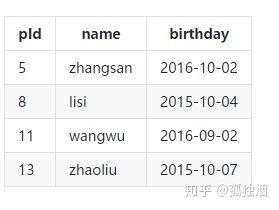 pId name birthday
5 zhangsan 2016-10-02
8 lisi 2015-10-04
11 wangwu 2016-09-02
13 zhaoliu 2015-10-07
知乎 @孤独烟